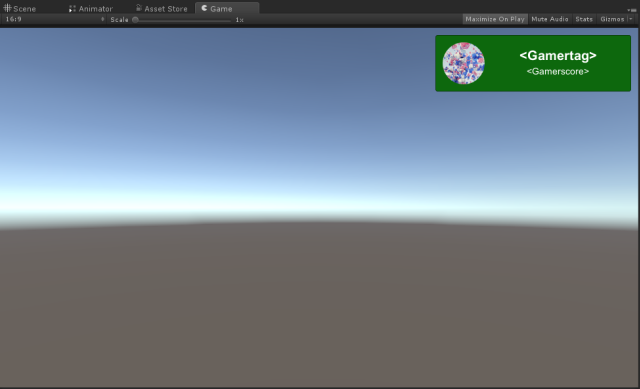 Scene Animator Asset Store Game
16:9 Scale 1x Maximize On Play Mute Audio Stats Gizmos
<Gamertag>
<Gamerscore>